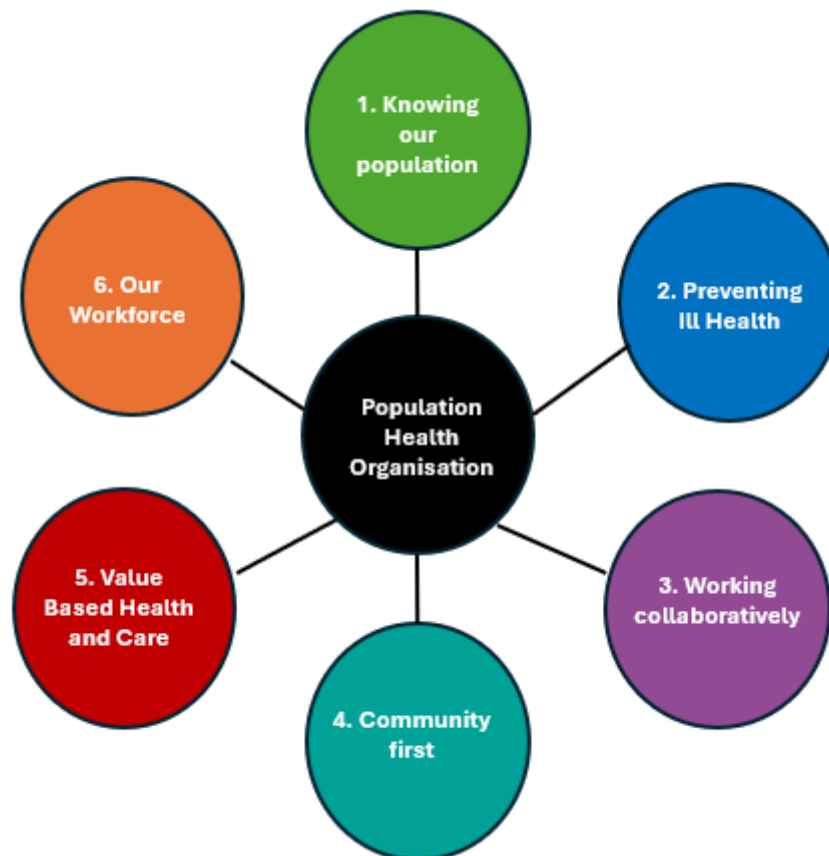 1. Knowing
our
population
2. Preventing
Ill Health
3. Working
collaboratively
4. Community
first
5. Value
Based Health
and Care
6. Our
Workforce
Population
Health
Organisation